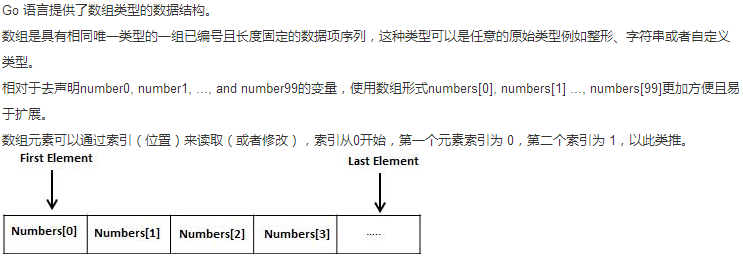 Go 语言提供了数组类型的数据结构。
数组是具有相同唯一类型的一组已编号且长度固定的数据项序列，这种类型可以是任意的原始类型例如整形、字符串或者自定义
类型。
相对于去声明number0, number1, ..., and number99的变量，使用数组形式numbers[0], numbers[1] ..., numbers[99]更加方便且易
于扩展。
数组元素可以通过索引（位置）来读取（或者修改），索引从0开始，第一个元素索引为 0，第二个索引为 1，以此类推。
First Element Last Element
Numbers[0] Numbers[1] Numbers[2] Numbers[3] .....